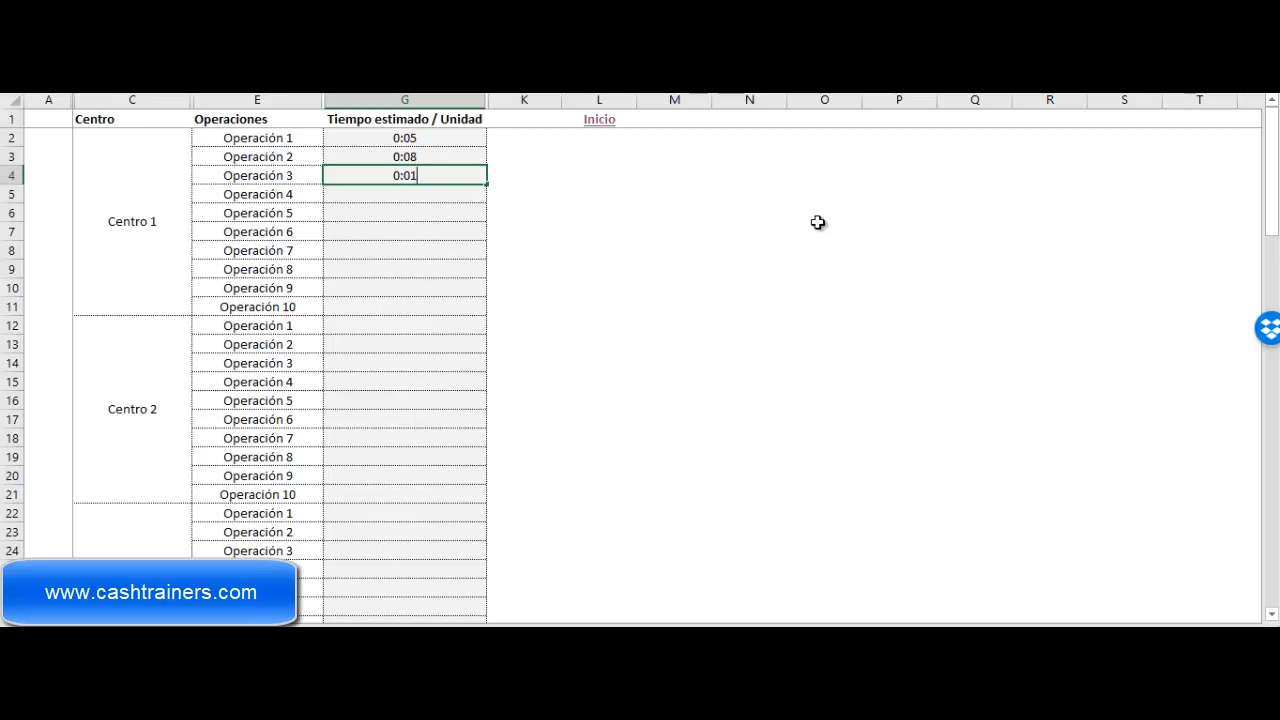 A C E G K L M N O P Q R S T
1 Centro Operaciones Tiempo estimado / Unidad Inicio
2 Operación 1 0:05
3 Operación 2 0:08
4 Operación 3 0:01
5 Operación 4
6 Operación 5
Centro 1
7 Operación 6
8 Operación 7
9 Operación 8
10 Operación 9
11 Operación 10
12 Operación 1
13 Operación 2
14 Operación 3
15 Operación 4
16 Operación 5
Centro 2
17 Operación 6
18 Operación 7
19 Operación 8
20 Operación 9
21 Operación 10
22 Operación 1
23 Operación 2
24 Operación 3
www.cashtrainers.com